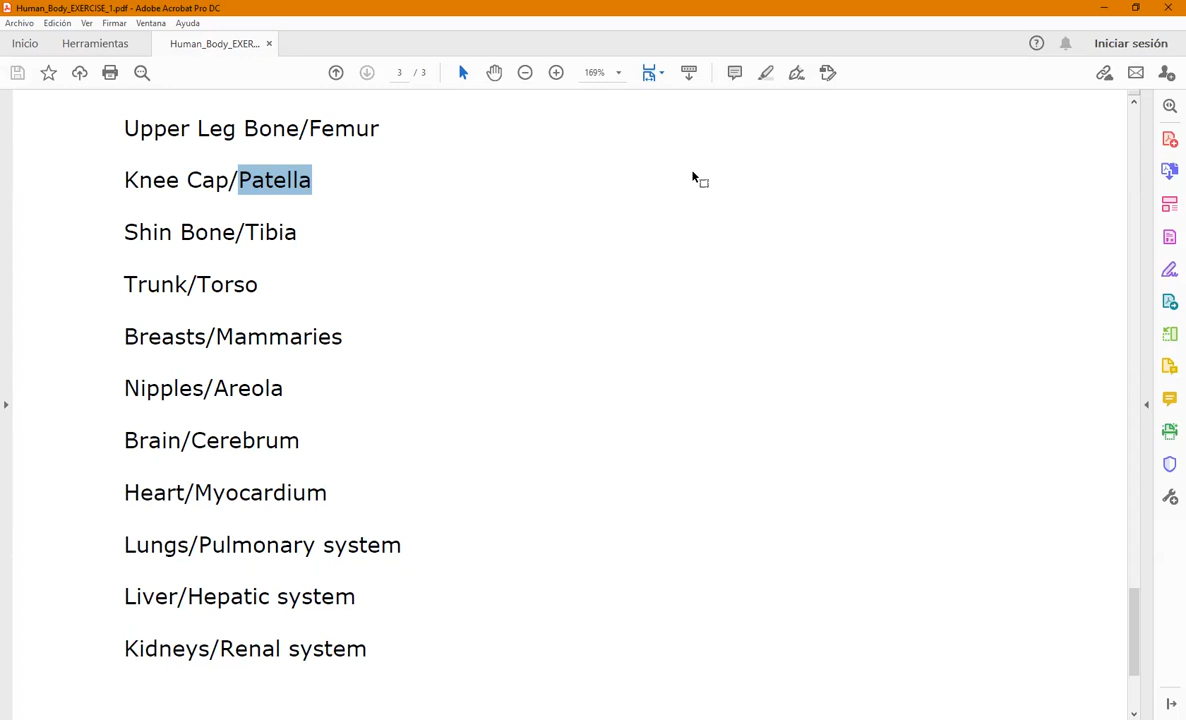 Human_Body_EXERCISE_1.pdf - Adobe Acrobat Pro DC
Archivo Edición Ver Firmar Ventana Ayuda
Inicio Herramientas Human_Body_EXER... × Iniciar sesión
3 / 3 169%
Upper Leg Bone/Femur
Knee Cap/Patella
Shin Bone/Tibia
Trunk/Torso
Breasts/Mammaries
Nipples/Areola
Brain/Cerebrum
Heart/Myocardium
Lungs/Pulmonary system
Liver/Hepatic system
Kidneys/Renal system